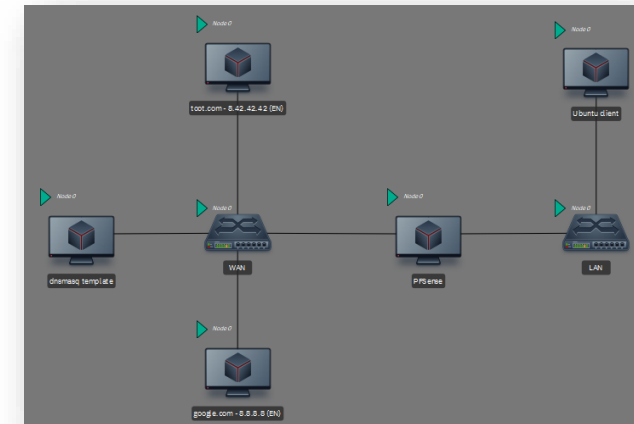 Node 0
Node 0
toot.com - 8.42.42.42 (EN)
Ubuntu client
Node 0
Node 0
Node 0
Node 0
WAN
LAN
dnsmasq template
PFSense
Node 0
google.com - 8.8.8.8 (EN)